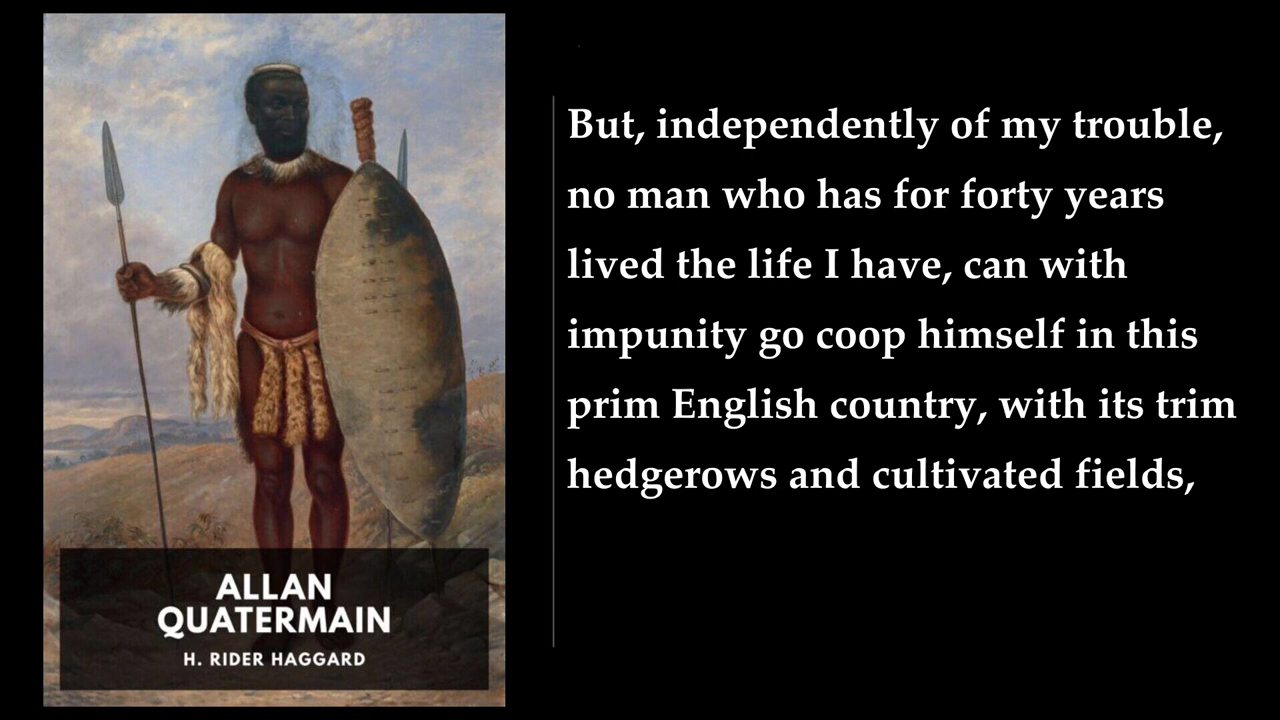 ALLAN
QUATERMAIN
H. RIDER HAGGARD
But, independently of my trouble,
no man who has for forty years
lived the life I have, can with
impunity go coop himself in this
prim English country, with its trim
hedgerows and cultivated fields,